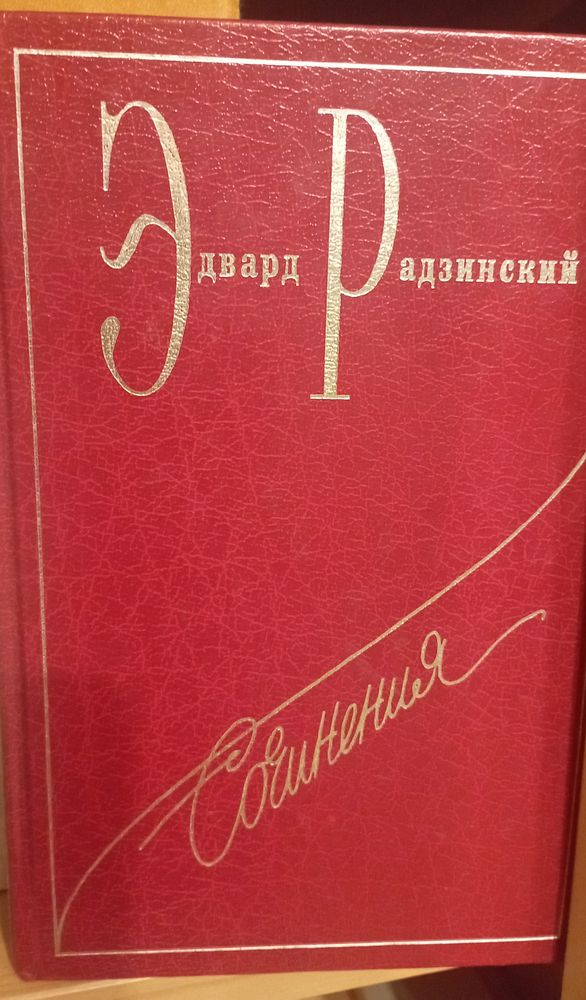 Эдвард Радзинский
Сочинения